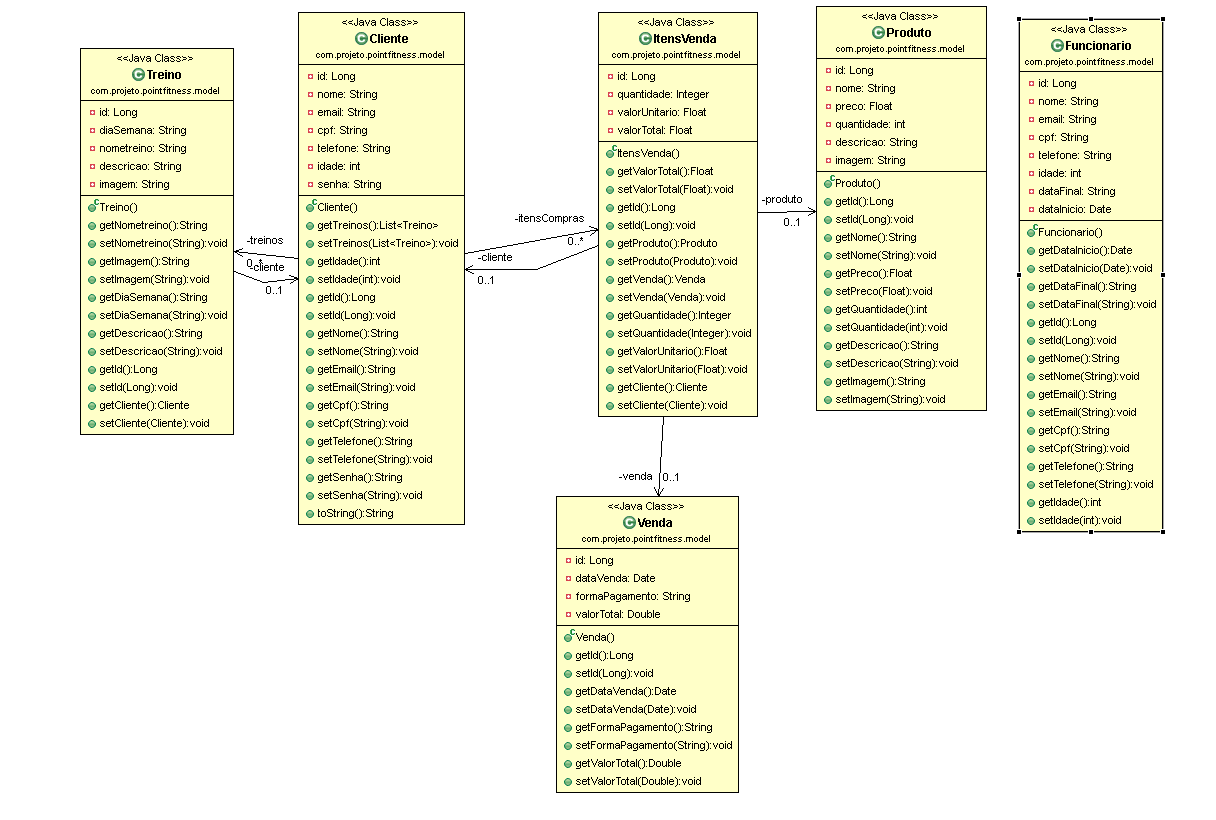 <<Java Class>>
Treino
com.projeto.pointfitness.model
id: Long
diaSemana: String
nometreino: String
descricao: String
imagem: String
Treino()
getNometreino():String
setNometreino(String):void
getImagem():String
setImagem(String):void
getDiaSemana():String
setDiaSemana(String):void
getDescricao():String
setDescricao(String):void
getId():Long
setId(Long):void
getCliente():Cliente
setCliente(Cliente):void
-treinos
0..*
-cliente
0..1
<<Java Class>>
Cliente
com.projeto.pointfitness.model
id: Long
nome: String
email: String
cpf: String
telefone: String
idade: int
senha: String
Cliente()
getTreinos():List<Treino>
setTreinos(List<Treino>):void
getIdade():int
setIdade(int):void
getId():Long
setId(Long):void
getNome():String
setNome(String):void
getEmail():String
setEmail(String):void
getCpf():String
setCpf(String):void
getTelefone():String
setTelefone(String):void
getSenha():String
setSenha(String):void
toString():String
-itensCompras
0..*
-cliente
0..1
<<Java Class>>
ItensVenda
com.projeto.pointfitness.model
id: Long
quantidade: Integer
valorUnitario: Float
valorTotal: Float
ItensVenda()
getValorTotal():Float
setValorTotal(Float):void
getId():Long
setId(Long):void
getProduto():Produto
setProduto(Produto):void
getVenda():Venda
setVenda(Venda):void
getQuantidade():Integer
setQuantidade(Integer):void
getValorUnitario():Float
setValorUnitario(Float):void
getCliente():Cliente
setCliente(Cliente):void
-produto
0..1
-venda
0..1
<<Java Class>>
Produto
com.projeto.pointfitness.model
id: Long
nome: String
preco: Float
quantidade: int
descricao: String
imagem: String
Produto()
getId():Long
setId(Long):void
getNome():String
setNome(String):void
getPreco():Float
setPreco(Float):void
getQuantidade():int
setQuantidade(int):void
getDescricao():String
setDescricao(String):void
getImagem():String
setImagem(String):void
<<Java Class>>
Funcionario
com.projeto.pointfitness.model
id: Long
nome: String
email: String
cpf: String
telefone: String
idade: int
dataFinal: String
dataInicio: Date
Funcionario()
getDataInicio():Date
setDataInicio(Date):void
getDataFinal():String
setDataFinal(String):void
getId():Long
setId(Long):void
getNome():String
setNome(String):void
getEmail():String
setEmail(String):void
getCpf():String
setCpf(String):void
getTelefone():String
setTelefone(String):void
getIdade():int
setIdade(int):void
<<Java Class>>
Venda
com.projeto.pointfitness.model
id: Long
dataVenda: Date
formaPagamento: String
valorTotal: Double
Venda()
getId():Long
setId(Long):void
getDataVenda():Date
setDataVenda(Date):void
getFormaPagamento():String
setFormaPagamento(String):void
getValorTotal():Double
setValorTotal(Double):void